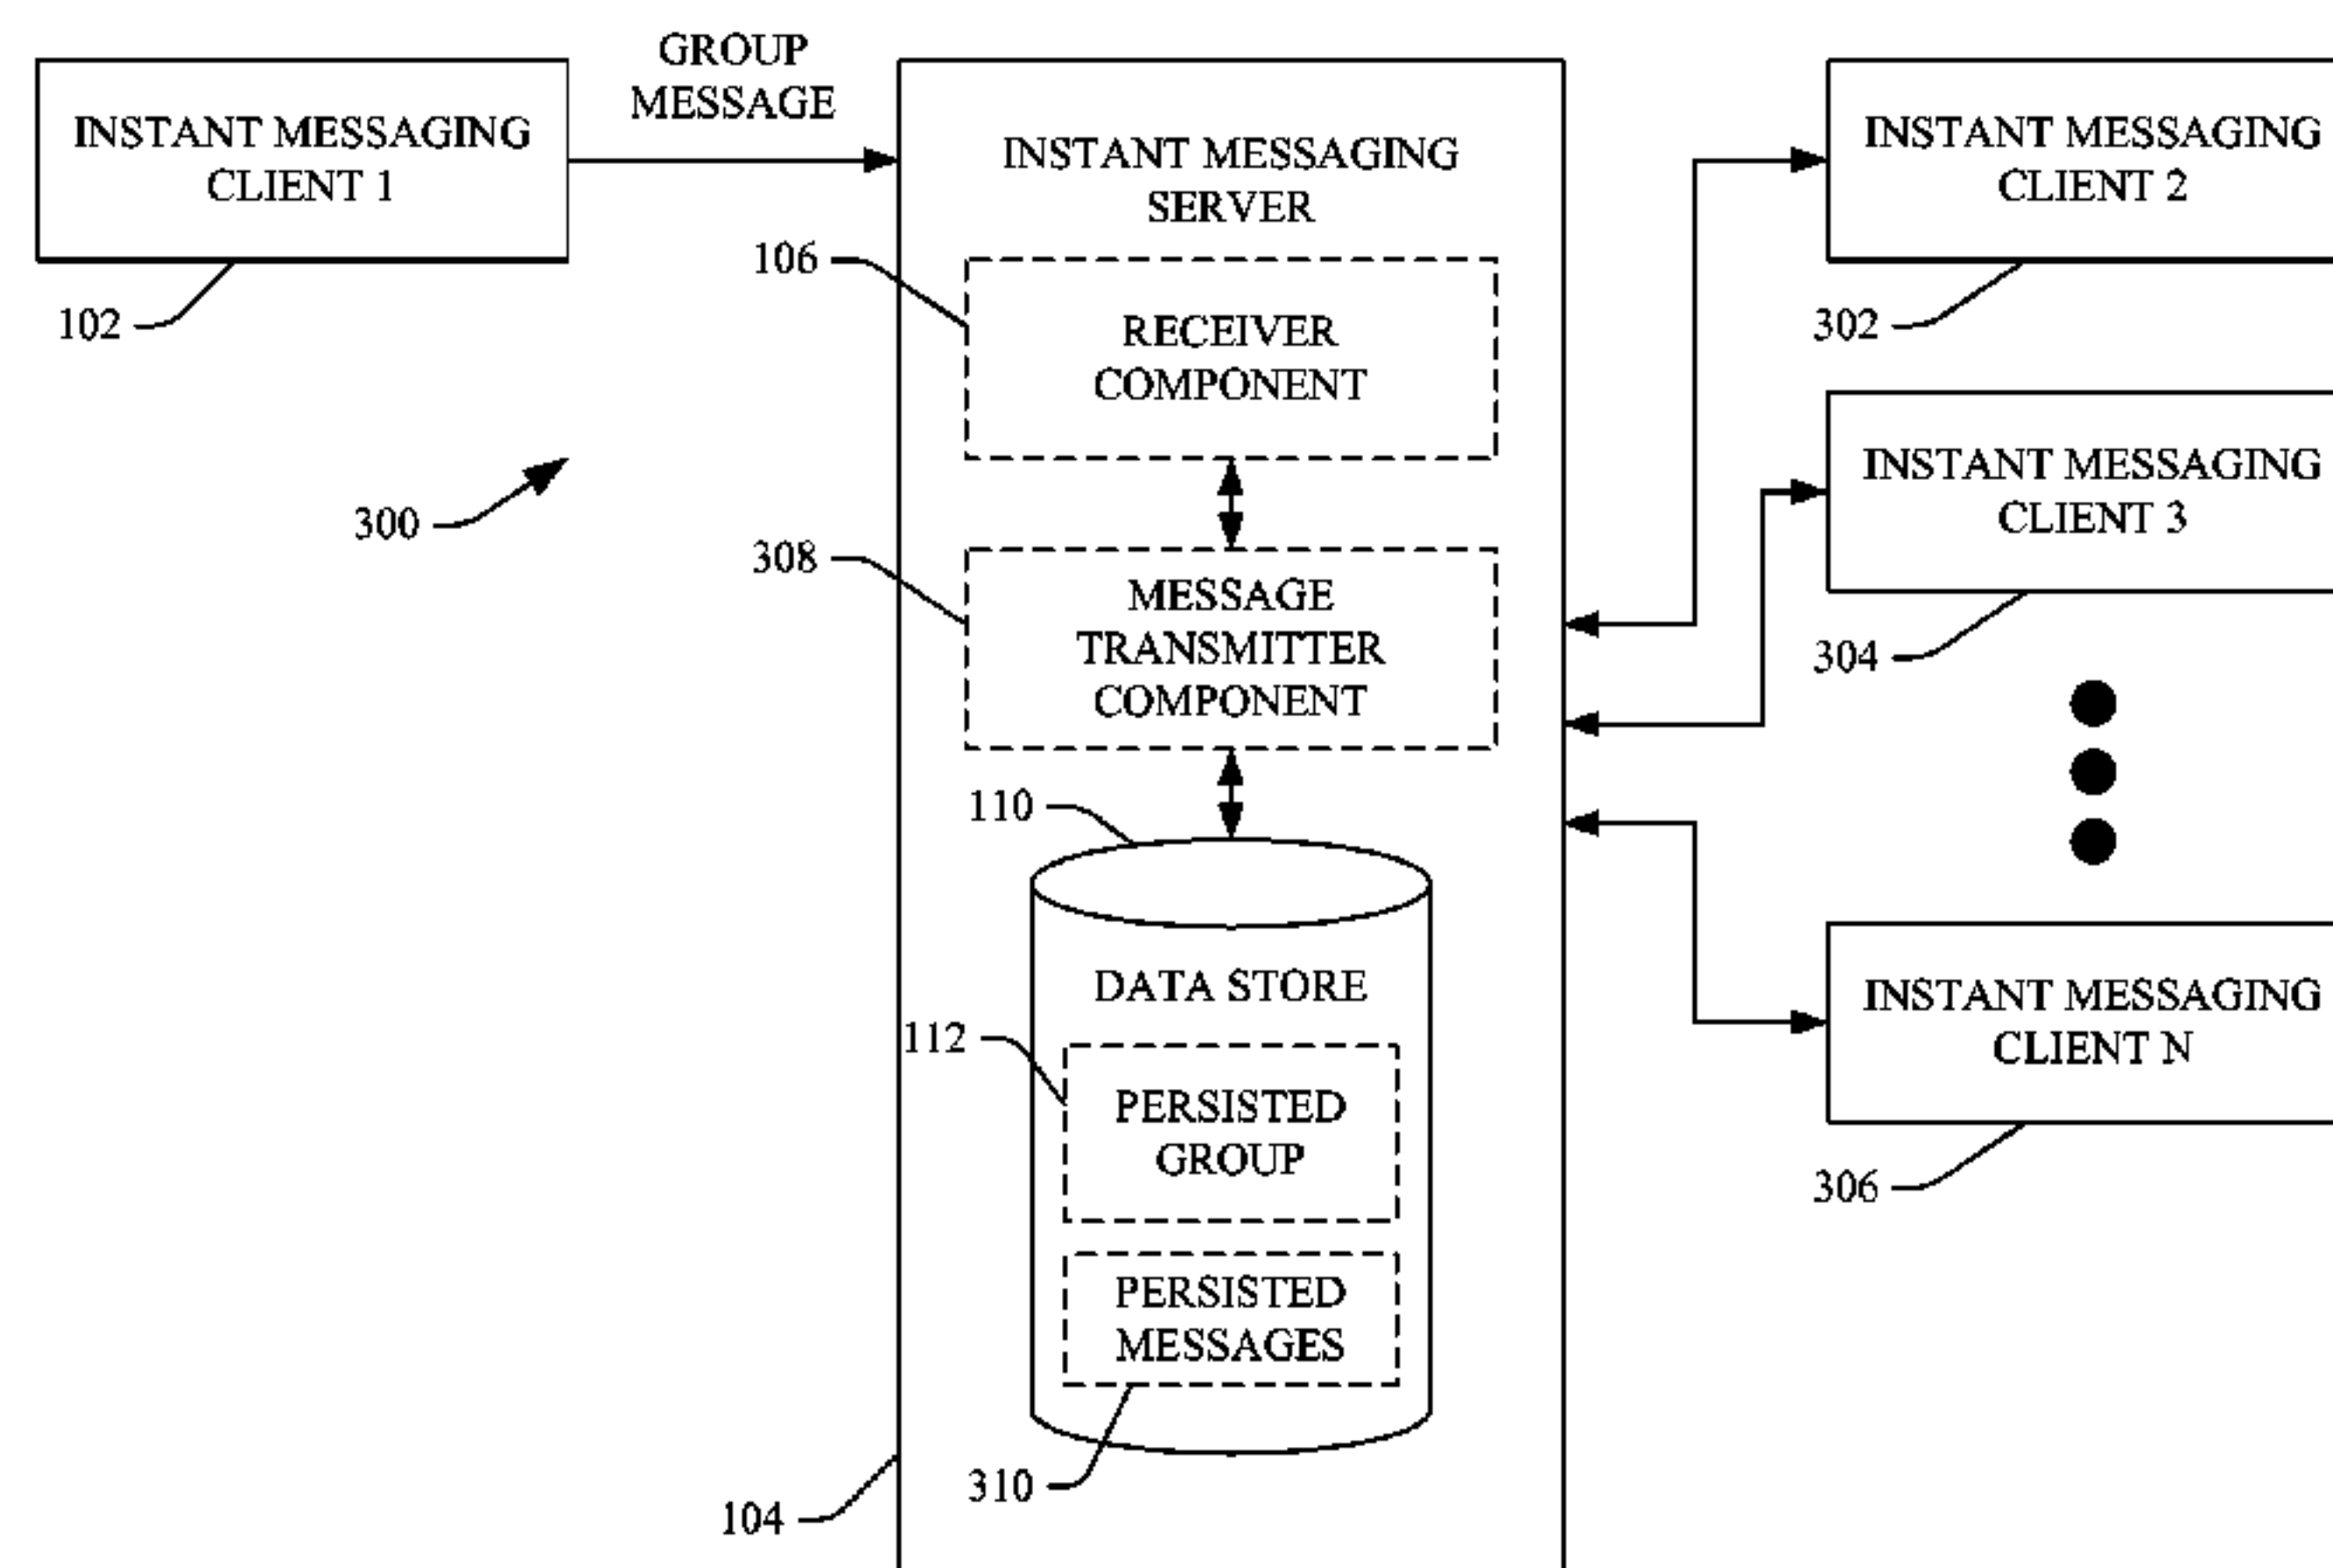 GROUP
MESSAGE
INSTANT MESSAGING
CLIENT 1
102
300
INSTANT MESSAGING
SERVER
106
RECEIVER
COMPONENT
308
MESSAGE
TRANSMITTER
COMPONENT
110
DATA STORE
112
PERSISTED
GROUP
PERSISTED
MESSAGES
310
104
INSTANT MESSAGING
CLIENT 2
302
INSTANT MESSAGING
CLIENT 3
304
INSTANT MESSAGING
CLIENT N
306